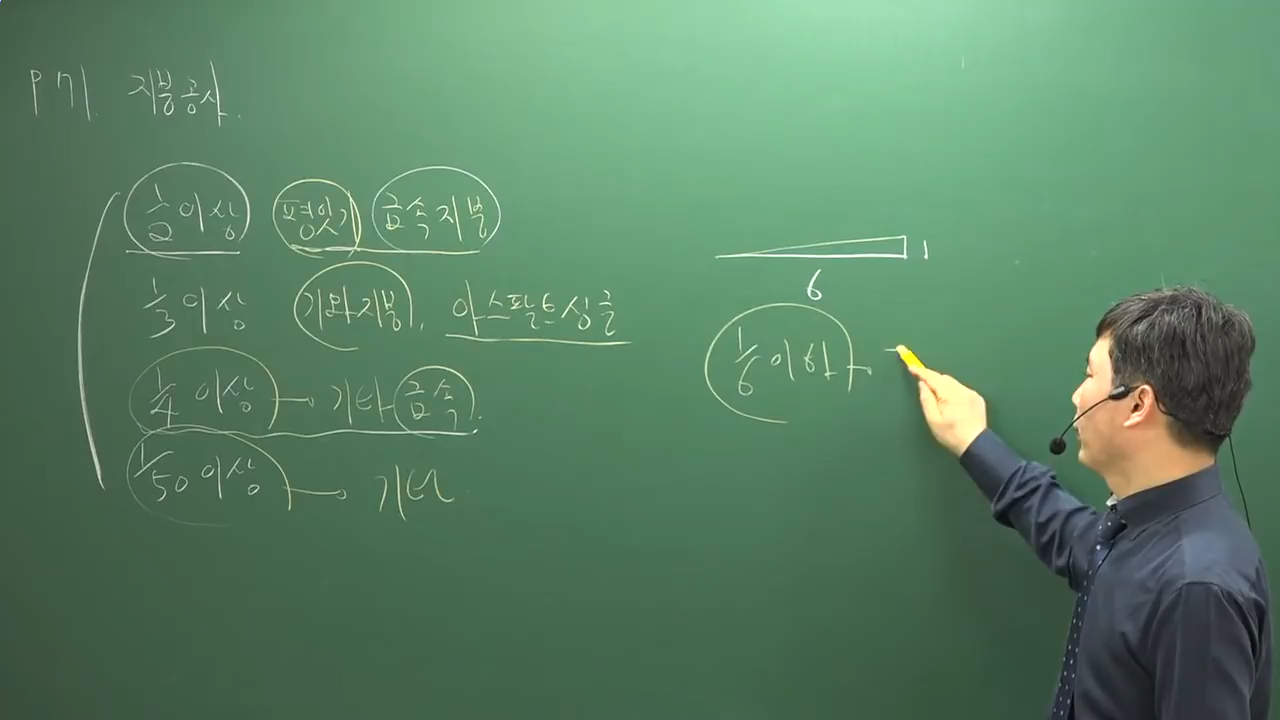 P 71. 지붕공사.
1/2 이상 평잇기 금속지붕
1/3 이상 기와지붕, 아스팔트싱글
1/4 이상 → 기타금속.
1/50 이상 → 기타.
1
6
1/6 이하 →